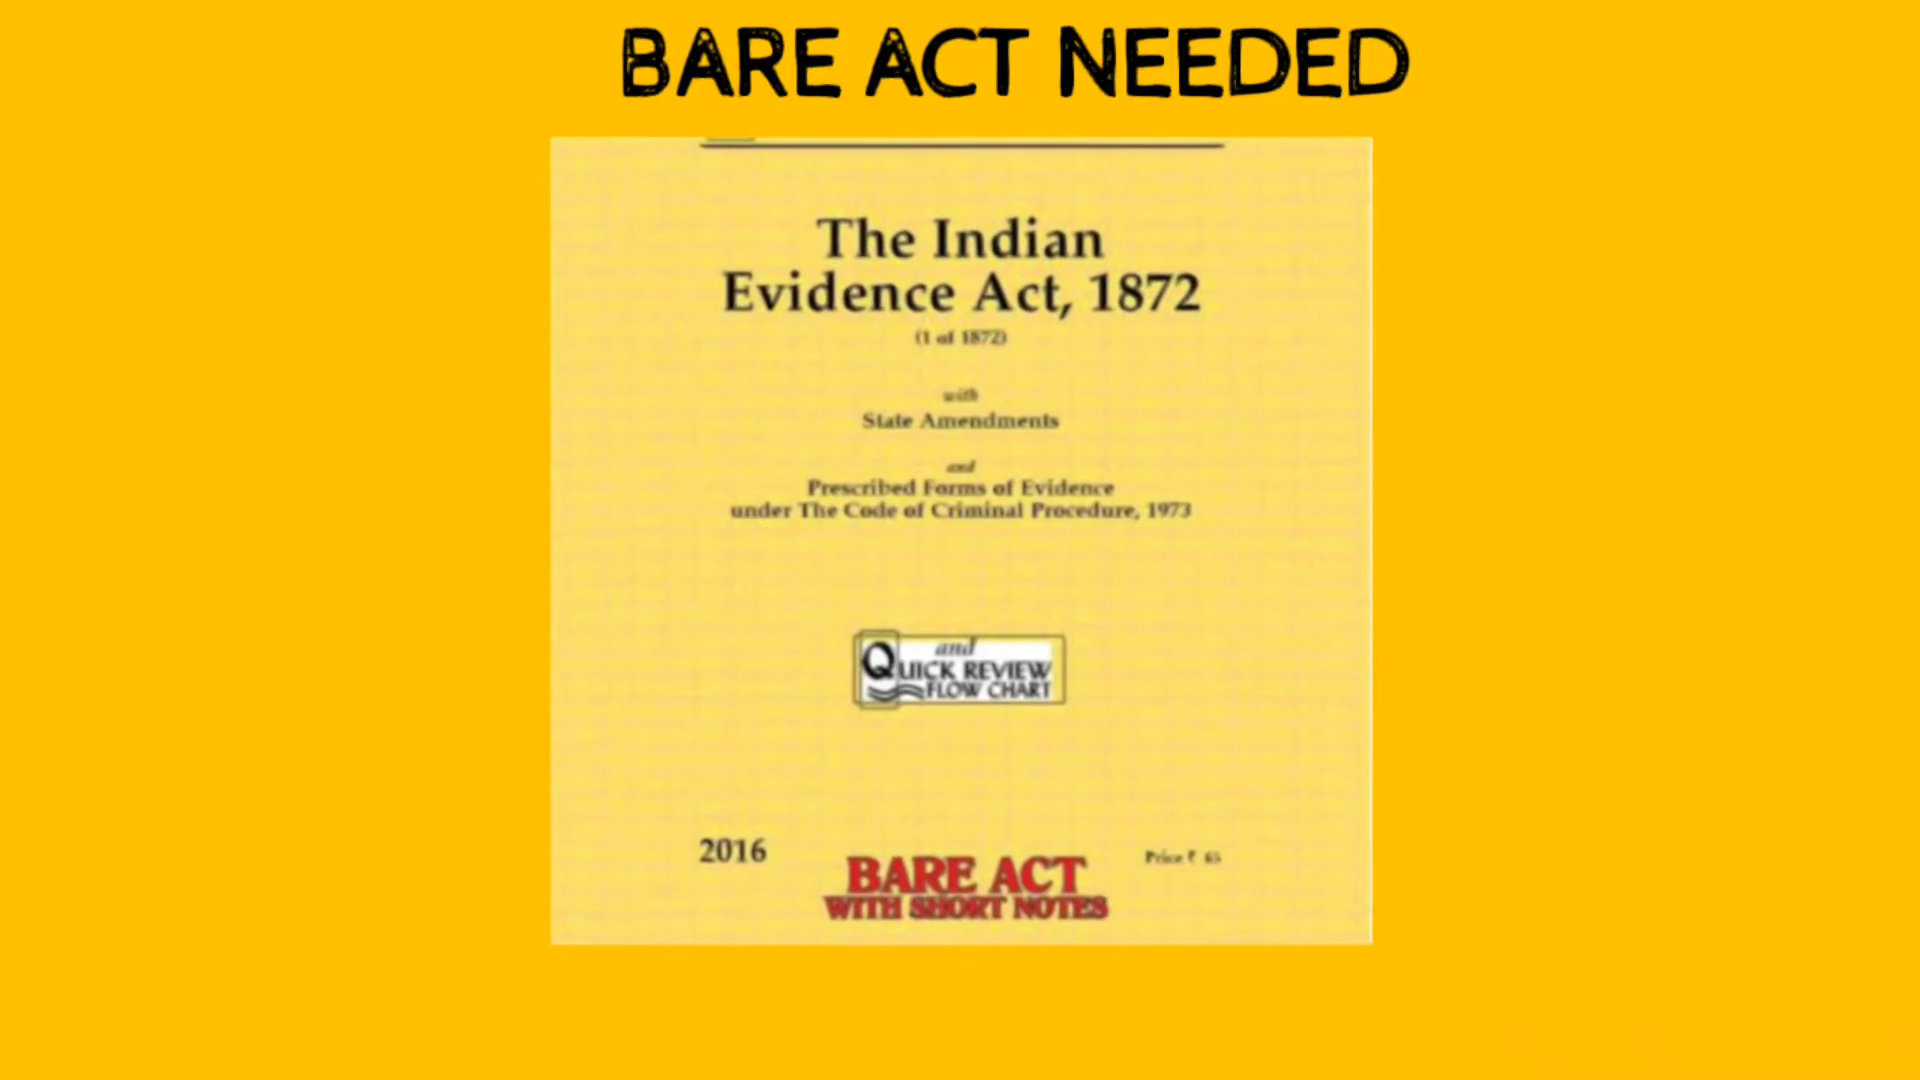 BARE ACT NEEDED
The Indian
Evidence Act, 1872
(1 of 1872)
with
State Amendments
and
Prescribed Forms of Evidence
under The Code of Criminal Procedure, 1973
and
QUICK REVIEW
FLOW CHART
2016
Price ₹ 65
BARE ACT
WITH SHORT NOTES